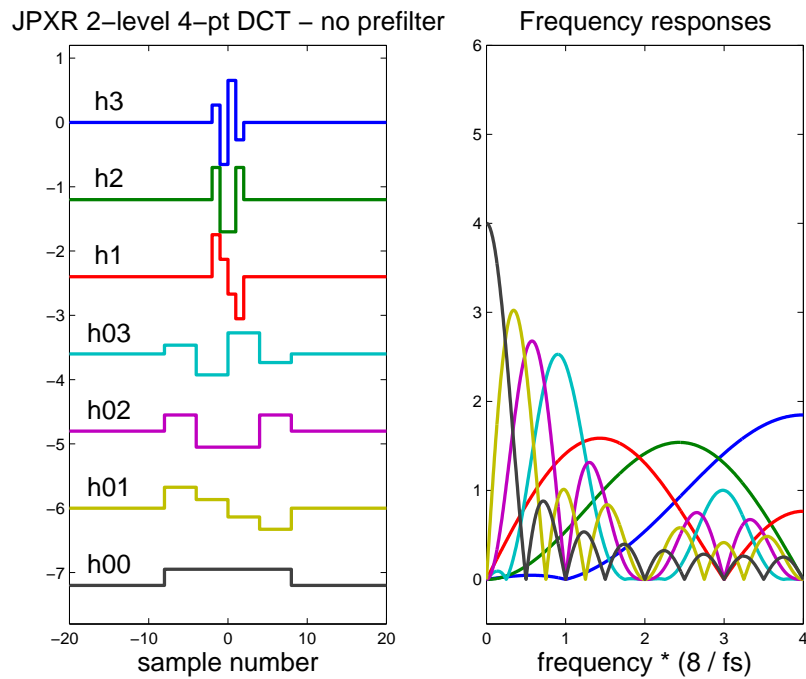 JPXR 2−level 4−pt DCT − no prefilter
1
0
−1
−2
−3
−4
−5
−6
−7
h3
h2
h1
h03
h02
h01
h00
−20
−10
0
10
20
sample number
Frequency responses
6
5
4
3
2
1
0
0
1
2
3
4
frequency * (8 / fs)